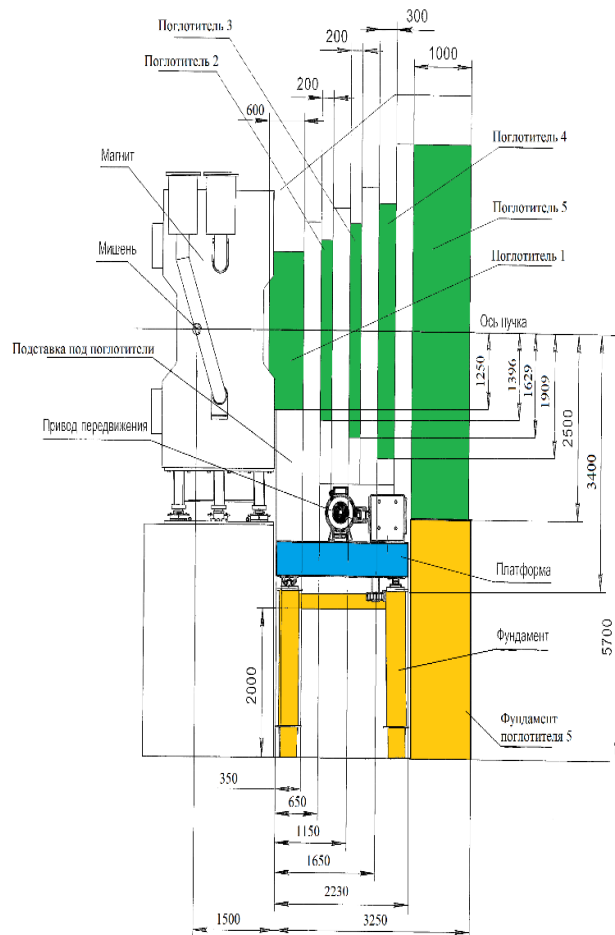 Поглотитель 3
Поглотитель 2
200
200
300
1000
600
Магнит
Мишень
Подставка под поглотители
Привод передвижения
Поглотитель 4
Поглотитель 5
Поглотитель 1
Ось пучка
1250
1396
1629
1909
2500
3400
5700
Платформа
Фундамент
Фундамент
поглотителя 5
2000
350
650
1150
1650
2230
1500
3250